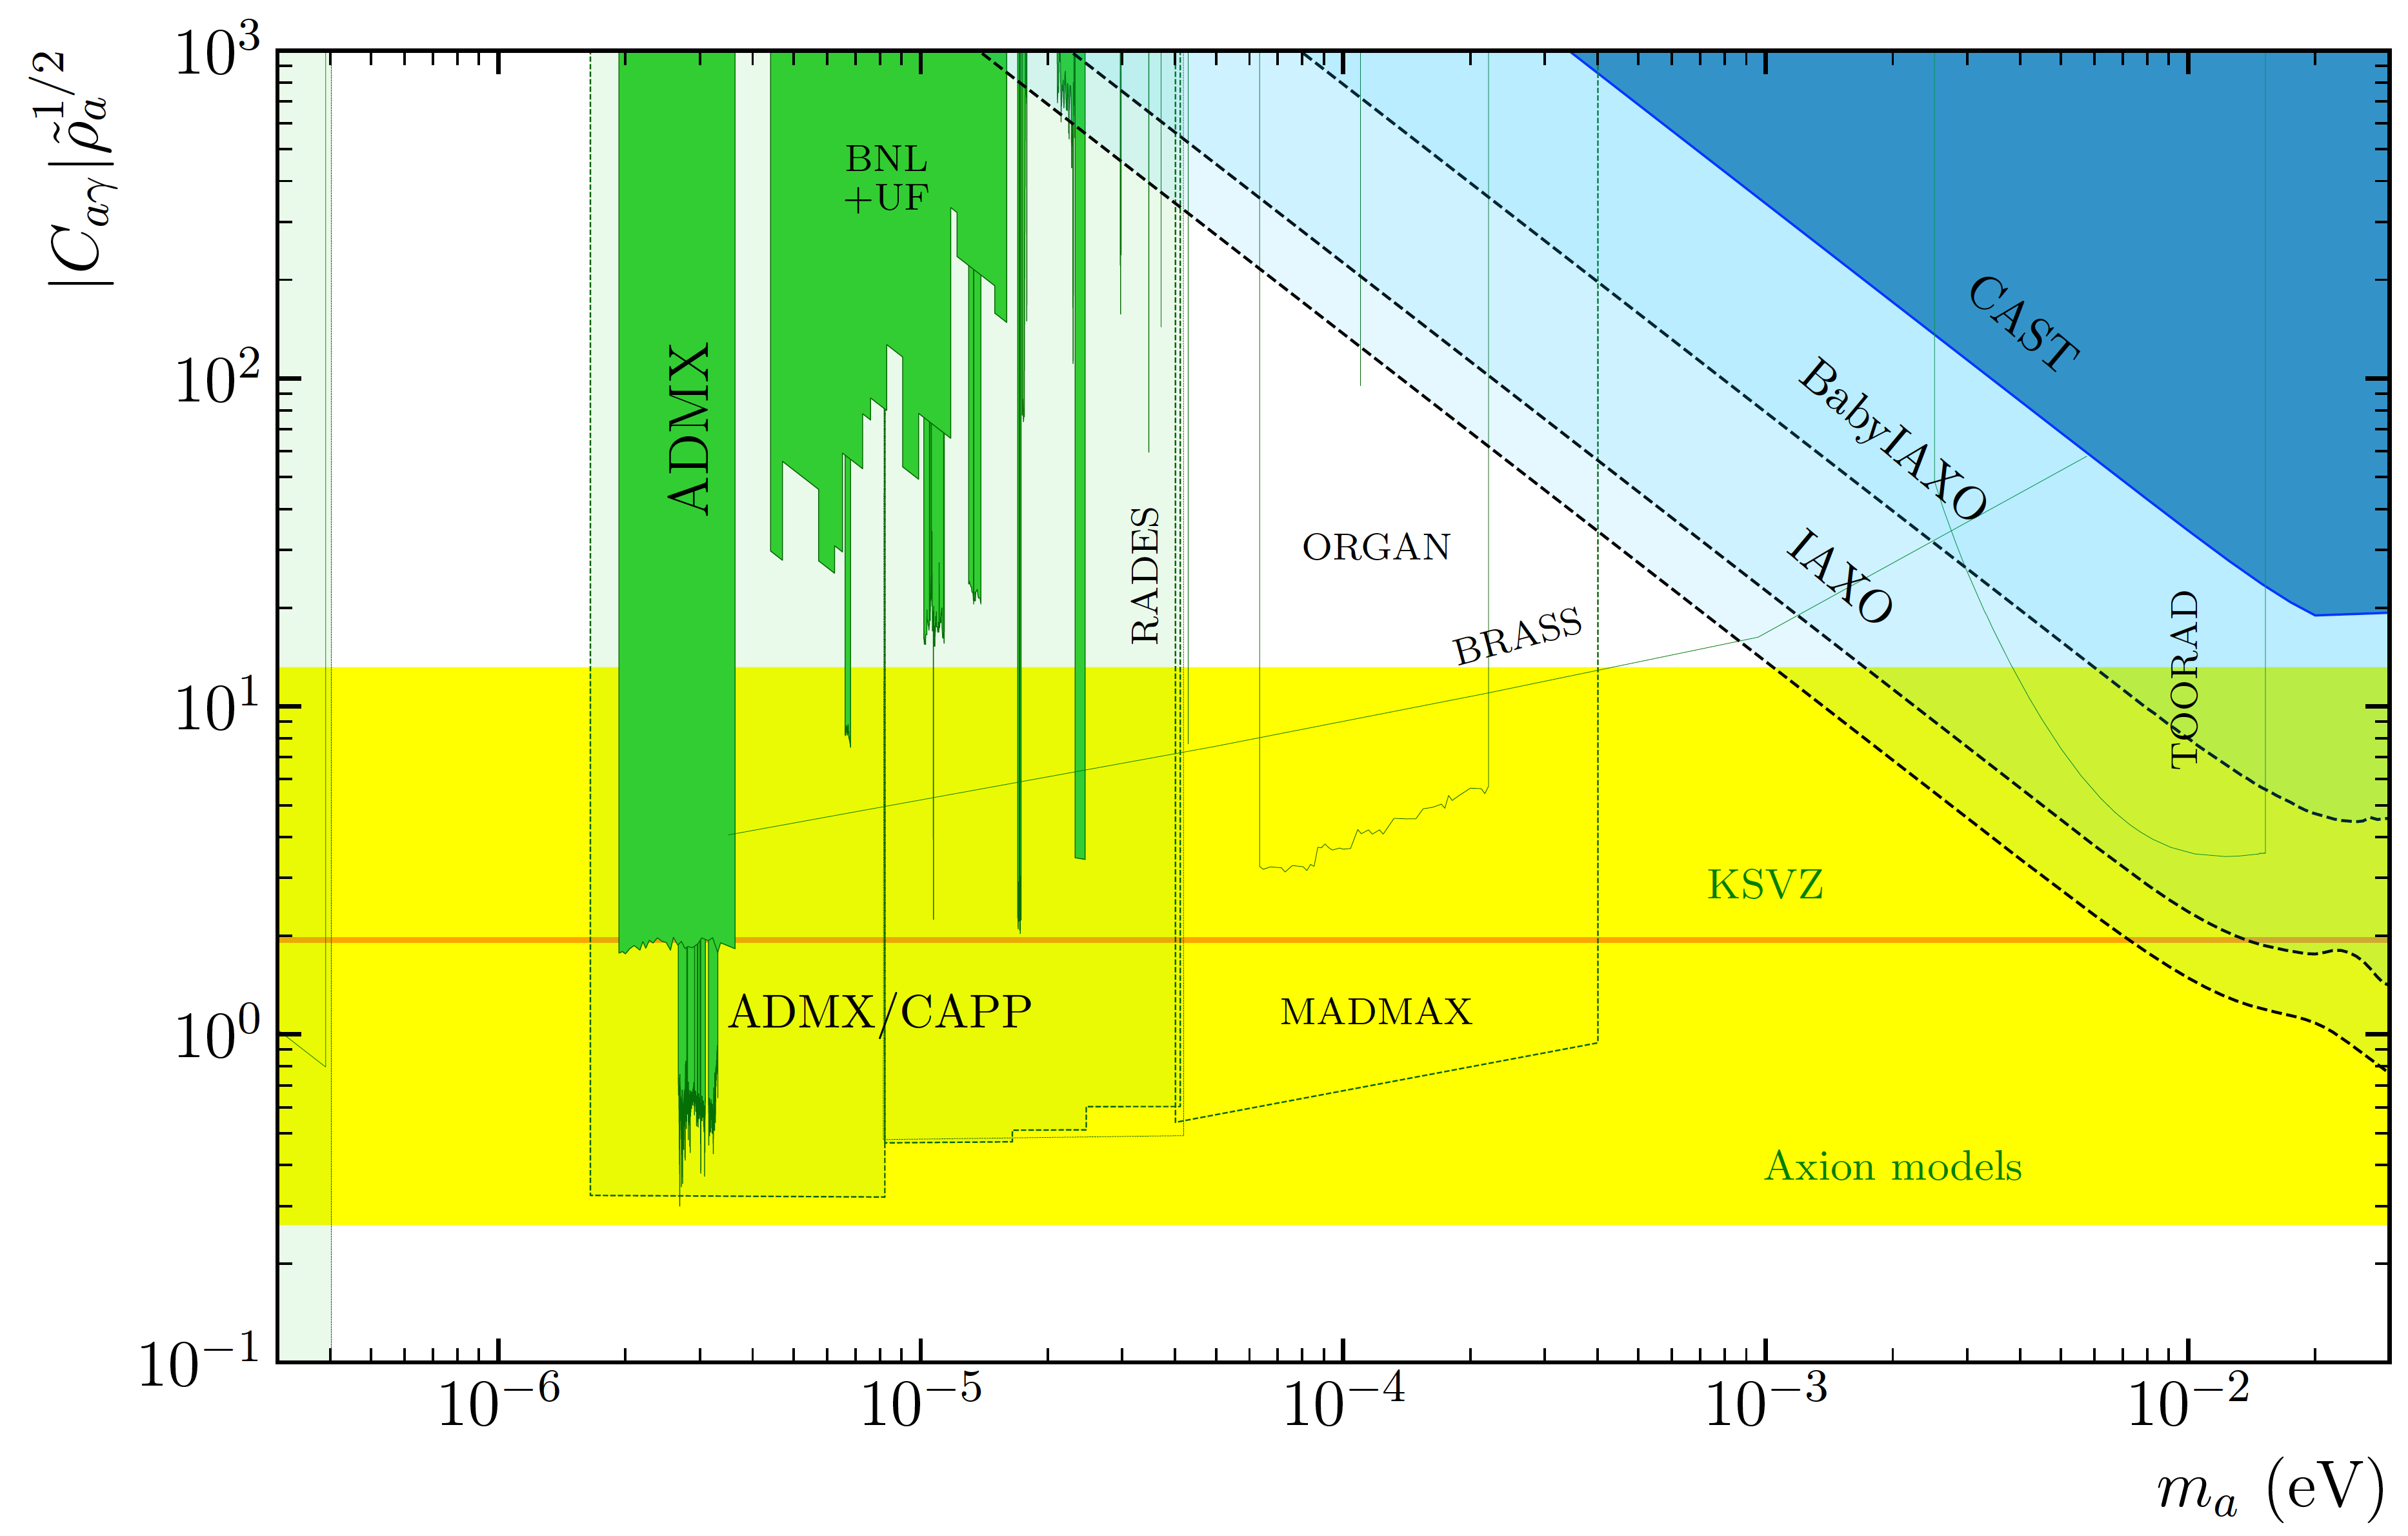 |C_{aγ}|ρ̃_a^{1/2}
10^3
10^2
10^1
10^0
10^{-1}
BNL
+UF
ADMX
RADES
ORGAN
BRASS
CAST
BabyIAXO
IAXO
TOORAD
KSVZ
ADMX/CAPP
MADMAX
Axion models
10^{-6}
10^{-5}
10^{-4}
10^{-3}
10^{-2}
m_a (eV)